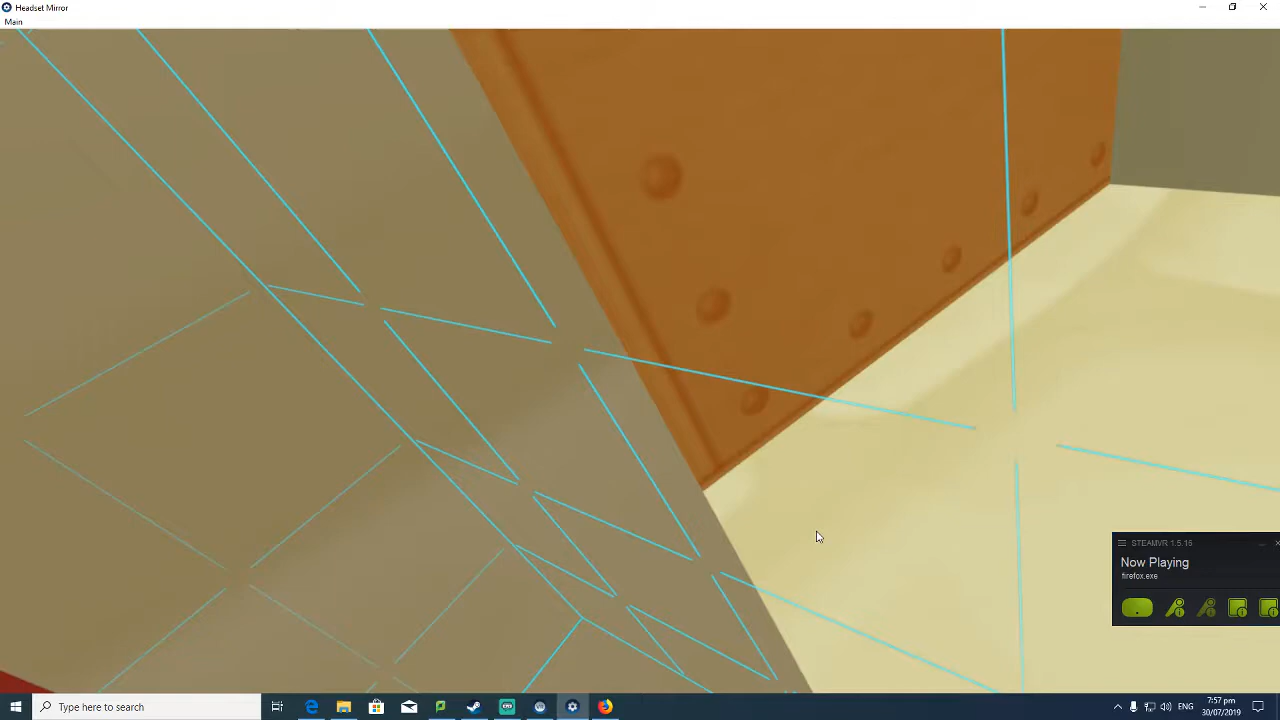 Headset Mirror
Main
STEAMVR 1.5.16
Now Playing
firefox.exe
Type here to search
ENG
7:57 pm
30/07/2019